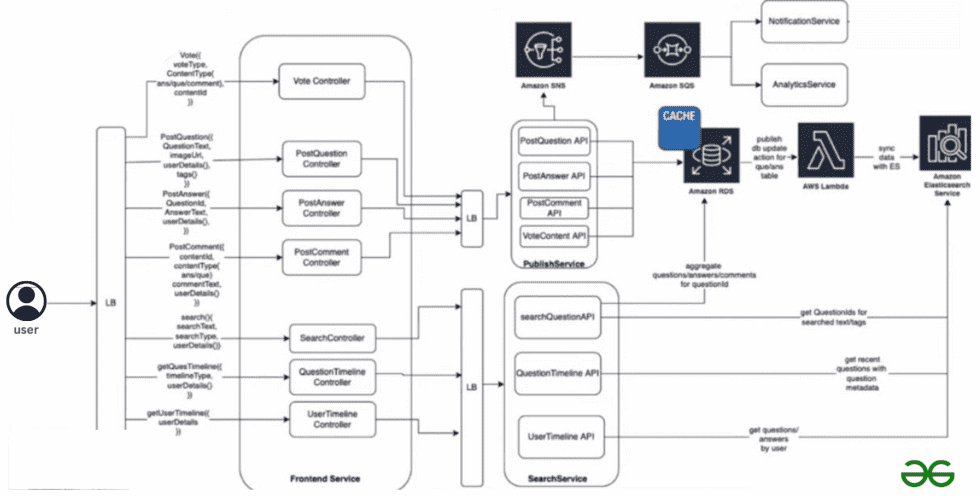 Vote({
voteType,
ContentType(
ans/que/comment),
contentId
})
PostQuestion({
QuestionText,
imageUrl,
userDetails(),
tags()
})
PostAnswer({
QuestionId,
AnswerText,
userDetails(),
})
PostComment({
contentId,
contentType(
ans/que)
commentText,
userDetails()
})
search(){
searchText,
searchType,
userDetails})
getQuesTimeline({
timelineType,
userDetails()
})
getUserTimeline({
userDetails
})
user
LB
Vote Controller
PostQuestion
Controller
PostAnswer
Controller
PostComment
Controller
SearchController
QuestionTimeline
Controller
UserTimeline
Controller
Frontend Service
LB
LB
Amazon SNS
Amazon SQS
NotificationService
AnalyticsService
PostQuestion API
PostAnswer API
PostComment
API
VoteContent API
PublishService
CACHE
Amazon RDS
publish
db update
action for
que/ans
table
AWS Lambda
sync
data
with ES
Amazon
Elasticsearch
Service
aggregate
questions/answers/comments
for questionId
searchQuestionAPI
QuestionTimeline API
UserTimeline API
SearchService
get QuestionIds for
searched text/tags
get recent
questions with
question
metadata
get questions/
answers
by user